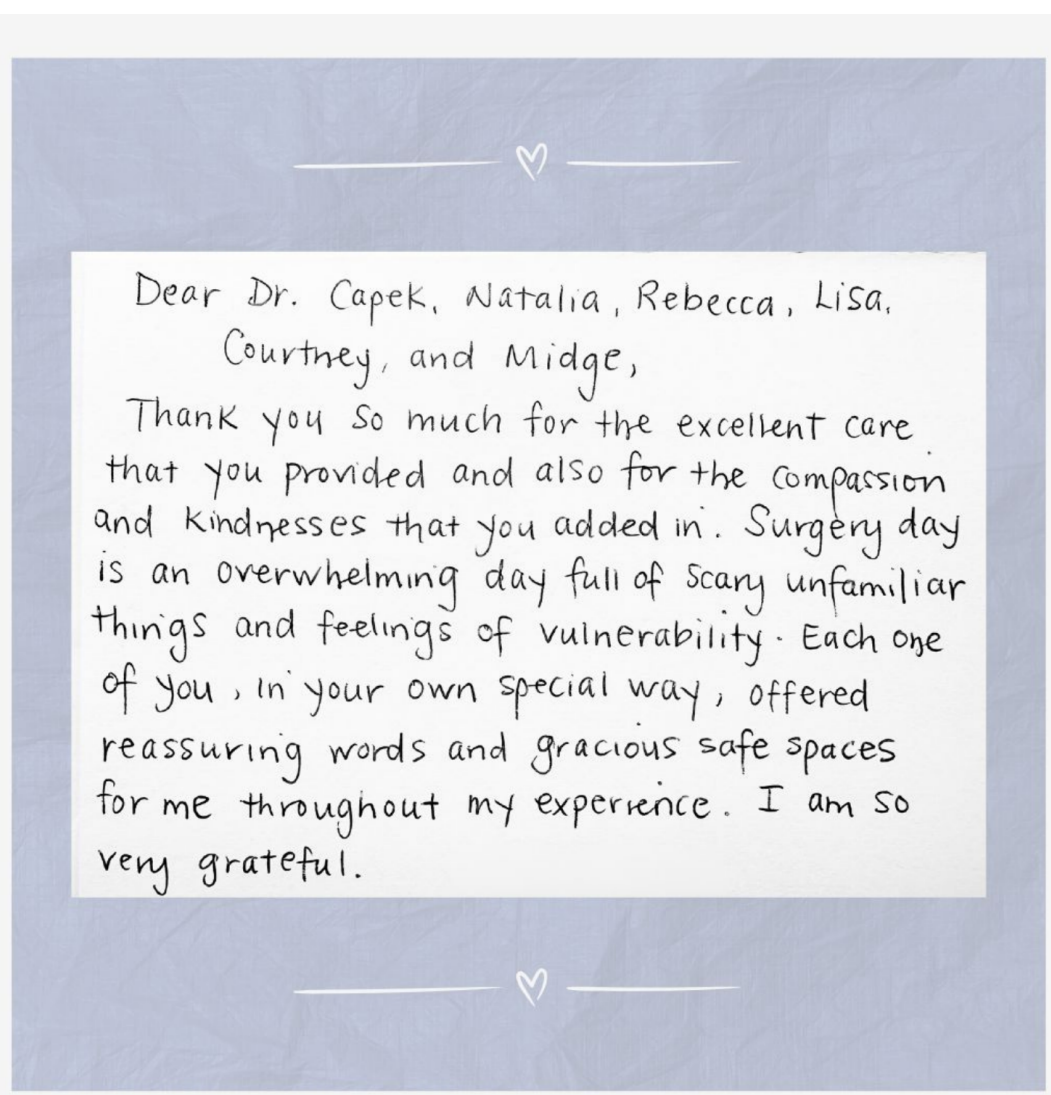 Dear Dr. Capek, Natalia, Rebecca, Lisa,
Courtney, and Midge,
Thank you so much for the excellent care
that you provided and also for the compassion
and kindnesses that you added in. Surgery day
is an overwhelming day full of scary unfamiliar
things and feelings of vulnerability. Each one
of you, in your own special way, offered
reassuring words and gracious safe spaces
for me throughout my experience. I am so
very grateful.